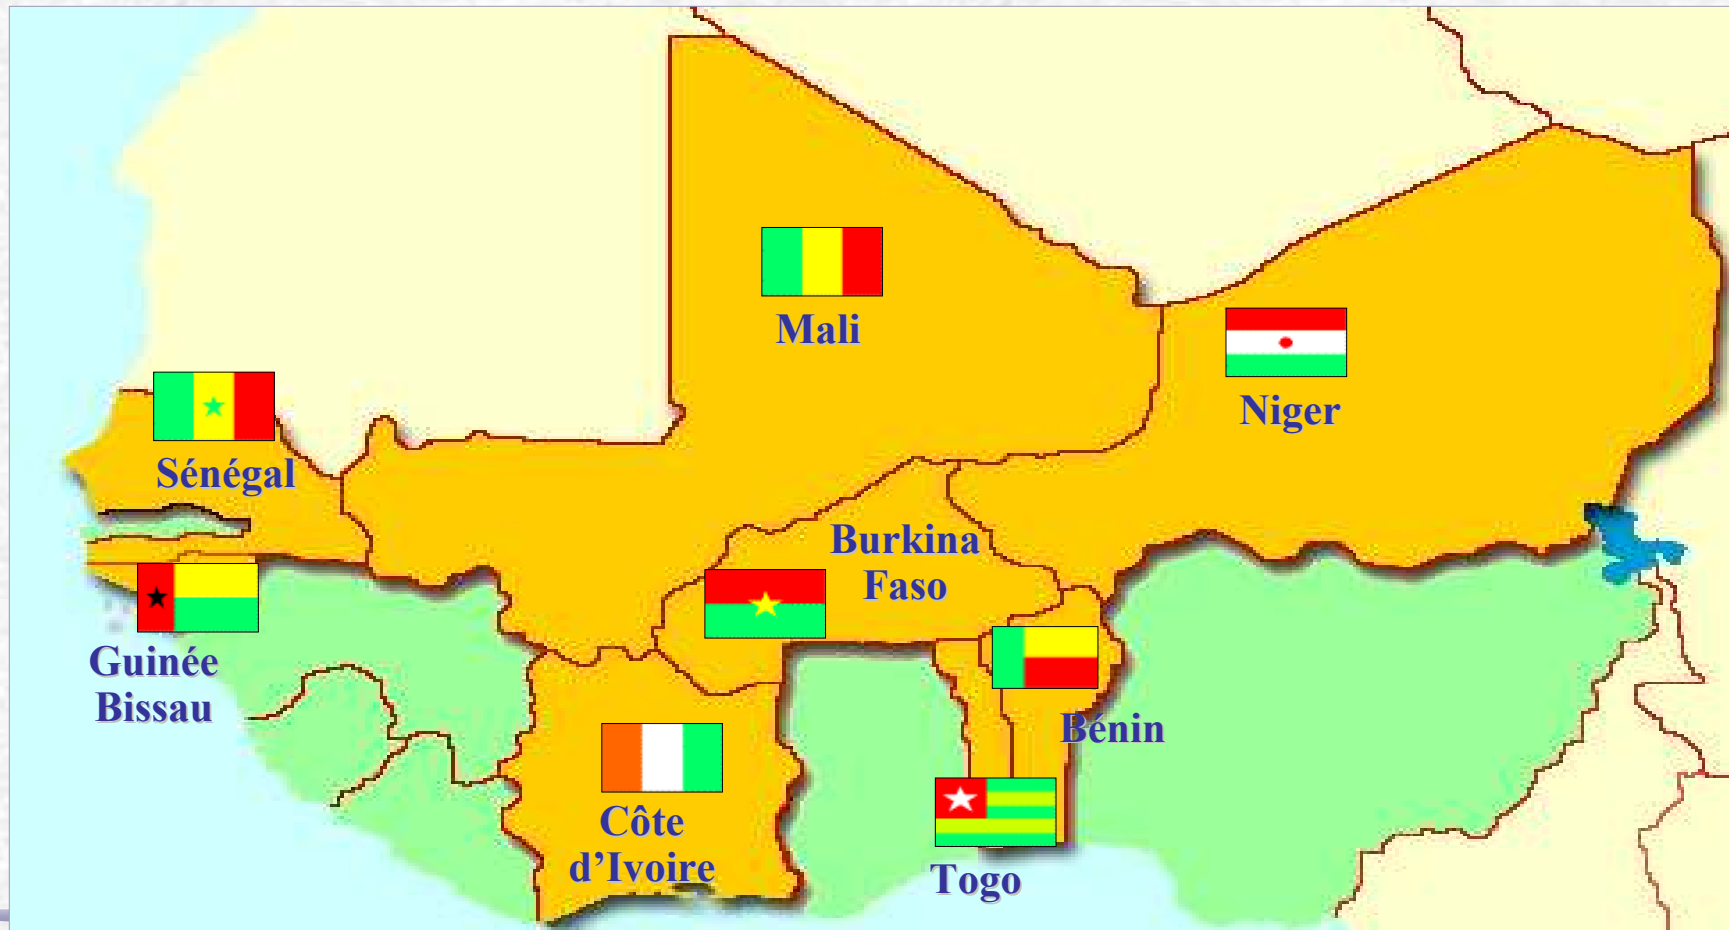 Mali
Niger
Sénégal
Burkina
Faso
Guinée
Bissau
Bénin
Côte
d’Ivoire
Togo